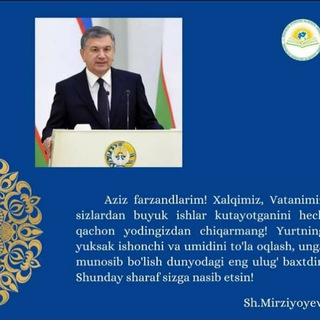 Aziz farzandlarim! Xalqimiz, Vatanimiz
sizlardan buyuk ishlar kutayotganini hech
qachon yodingizdan chiqarmang! Yurtning
yuksak ishonchi va umidini to'la oqlash, unga
munosib bo'lish dunyodagi eng ulug' baxtdir.
Shunday sharaf sizga nasib etsin!
Sh.Mirziyoyev